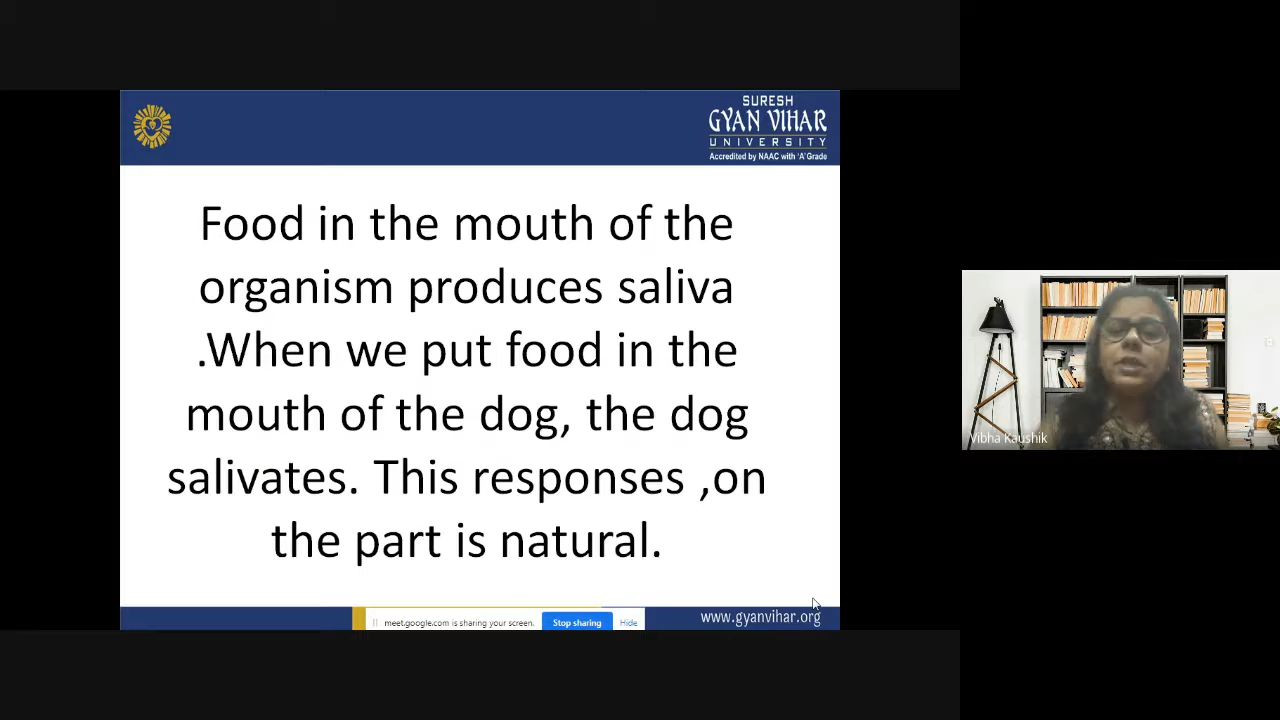 SURESH
GYAN VIHAR
UNIVERSITY
Accredited by NAAC with 'A' Grade
Food in the mouth of the
organism produces saliva
.When we put food in the
mouth of the dog, the dog
salivates. This responses ,on
the part is natural.
Vibha Kaushik
meet.google.com is sharing your screen. Stop sharing Hide
www.gyanvihar.org